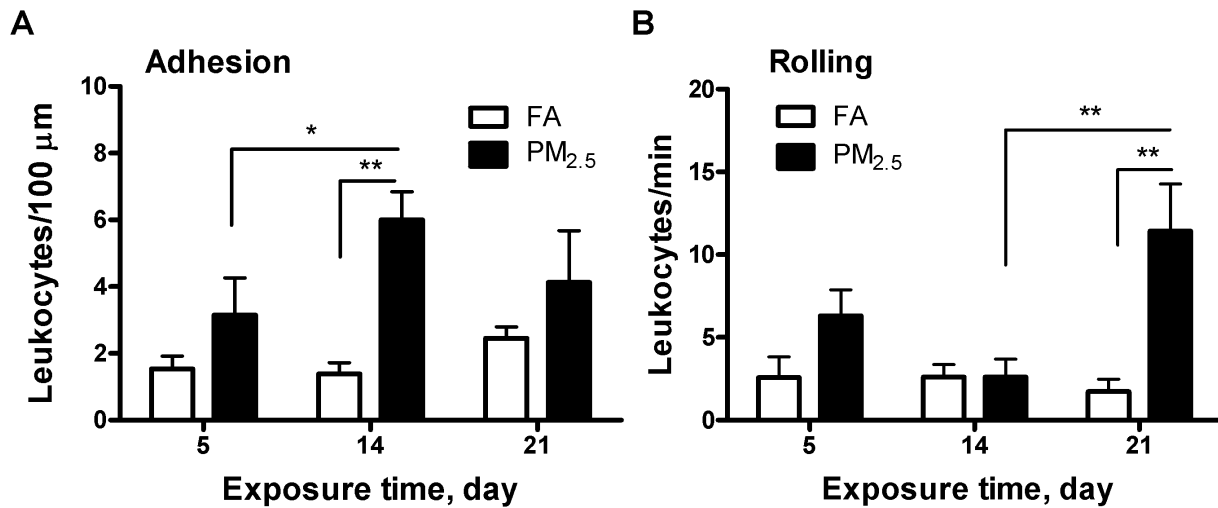 A
Adhesion
Leukocytes/100 μm
10
8
6
4
2
0
FA
PM2.5
*
**
5 14 21
Exposure time, day
B
Rolling
Leukocytes/min
20
15
10
5
0
FA
PM2.5
**
**
5 14 21
Exposure time, day